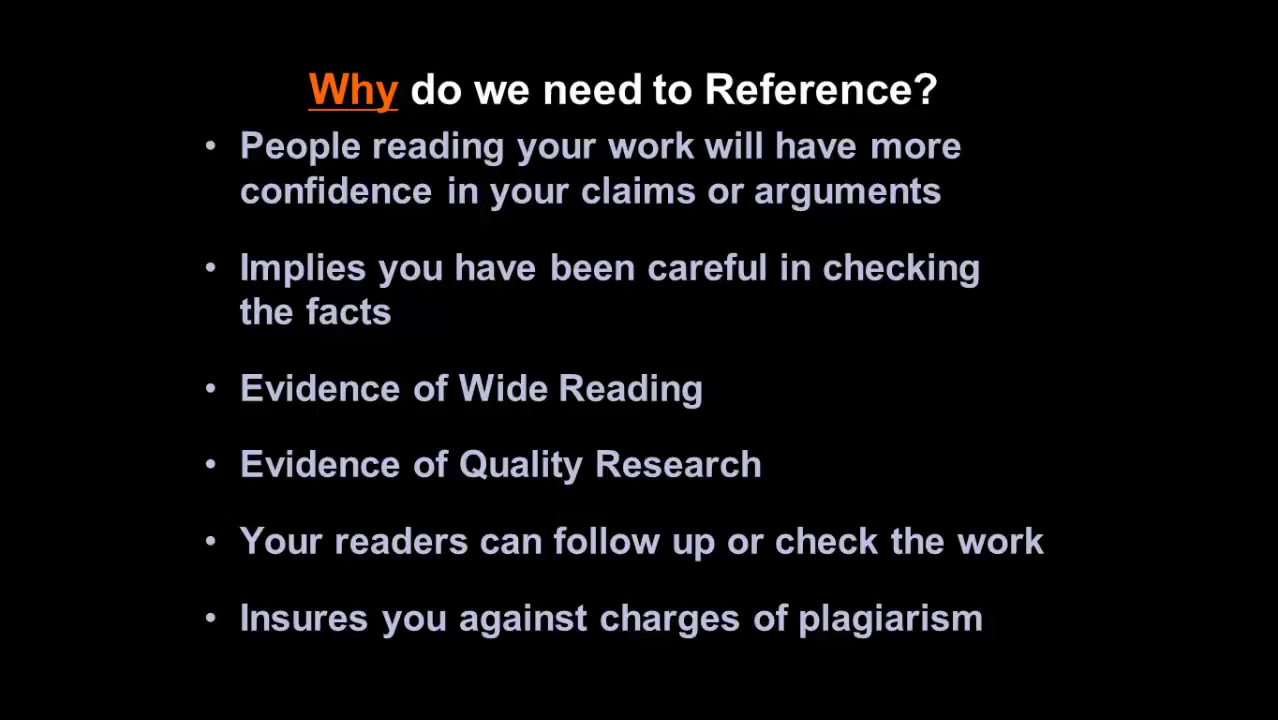 Why do we need to Reference?
• People reading your work will have more
confidence in your claims or arguments
• Implies you have been careful in checking
the facts
• Evidence of Wide Reading
• Evidence of Quality Research
• Your readers can follow up or check the work
• Insures you against charges of plagiarism